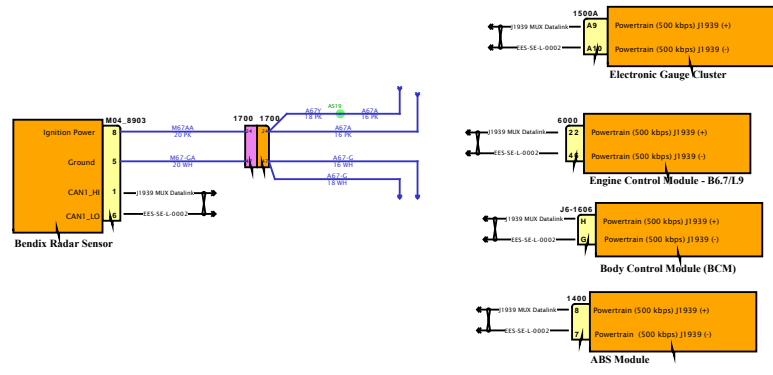 1500A
J1939 MUX Datalink
A9
Powertrain (500 kbps) J1939 (+)
EES-SE-L-0002
A10
Powertrain (500 kbps) J1939 (-)
Electronic Gauge Cluster
M04_8903
Ignition Power
8
M67AA
20 PK
Ground
5
M67-GA
20 WH
CAN1_HI
1
J1939 MUX Datalink
CAN1_LO
6
EES-SE-L-0002
Bendix Radar Sensor
1700
1700
24
24
A67Y
18 PK
AS19
A67A
16 PK
A67A
16 PK
A67-G
16 WH
A67-G
18 WH
6000
J1939 MUX Datalink
22
Powertrain (500 kbps) J1939 (+)
EES-SE-L-0002
46
Powertrain (500 kbps) J1939 (-)
Engine Control Module - B6.7/L9
J6-1606
J1939 MUX Datalink
H
Powertrain (500 kbps) J1939 (+)
EES-SE-L-0002
G
Powertrain (500 kbps) J1939 (-)
Body Control Module (BCM)
1400
J1939 MUX Datalink
8
Powertrain (500 kbps) J1939 (+)
EES-SE-L-0002
7
Powertrain (500 kbps) J1939 (-)
ABS Module